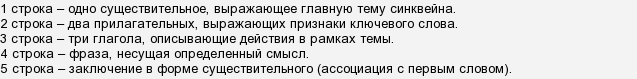 1 строка – одно существительное, выражающее главную тему синквейна.
2 строка – два прилагательных, выражающих признаки ключевого слова.
3 строка – три глагола, описывающих действия в рамках темы.
4 строка – фраза, несущая определенный смысл.
5 строка – заключение в форме существительного (ассоциация с первым словом).